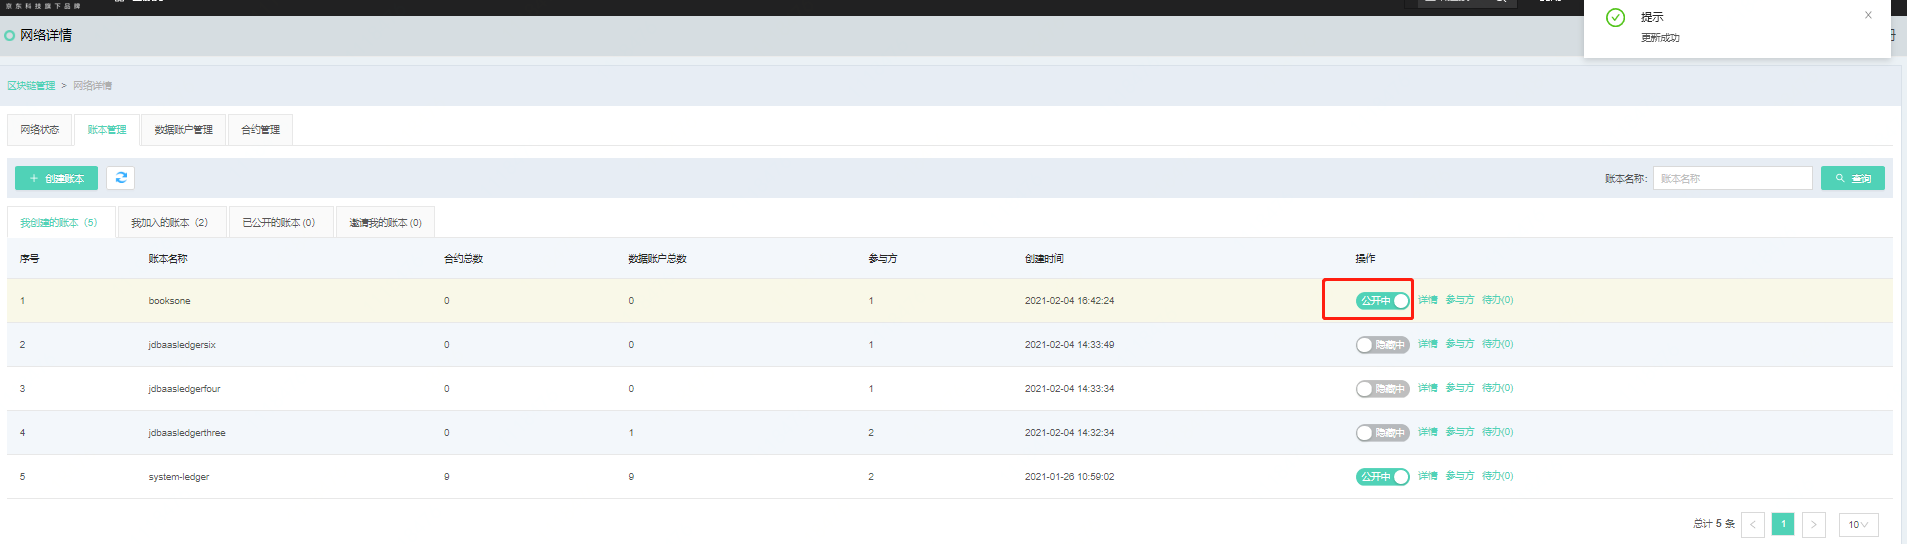 京东科技旗下品牌
网络详情
提示
更新成功
区块链管理 > 网络详情
网络状态 账本管理 数据账户管理 合约管理
+ 创建账本 账本名称: 账本名称 查询
我创建的账本（5） 我加入的账本（2） 已公开的账本 (0) 邀请我的账本 (0)
序号 账本名称 合约总数 数据账户总数 参与方 创建时间 操作
1 booksone 0 0 1 2021-02-04 16:42:24 公开中 详情 参与方 待办(0)
2 jdbaasledgersix 0 0 1 2021-02-04 14:33:49 隐藏中 详情 参与方 待办(0)
3 jdbaasledgerfour 0 0 1 2021-02-04 14:33:34 隐藏中 详情 参与方 待办(0)
4 jdbaasledgerthree 0 1 2 2021-02-04 14:32:34 隐藏中 详情 参与方 待办(0)
5 system-ledger 9 9 2 2021-01-26 10:59:02 公开中 详情 参与方 待办(0)
总计 5 条 < 1 > 10